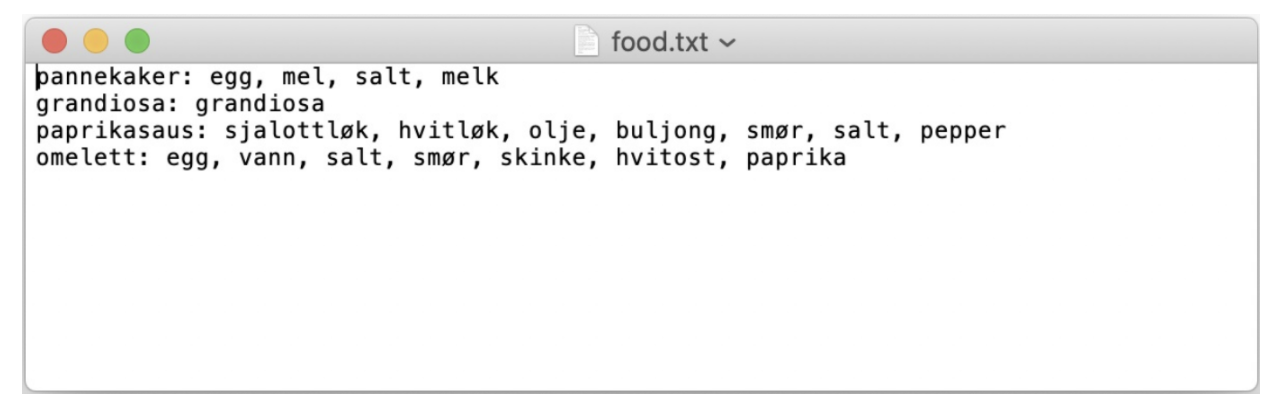 food.txt
pannekaker: egg, mel, salt, melk
grandiosa: grandiosa
paprikasaus: sjalottløk, hvitløk, olje, buljong, smør, salt, pepper
omelett: egg, vann, salt, smør, skinke, hvitost, paprika